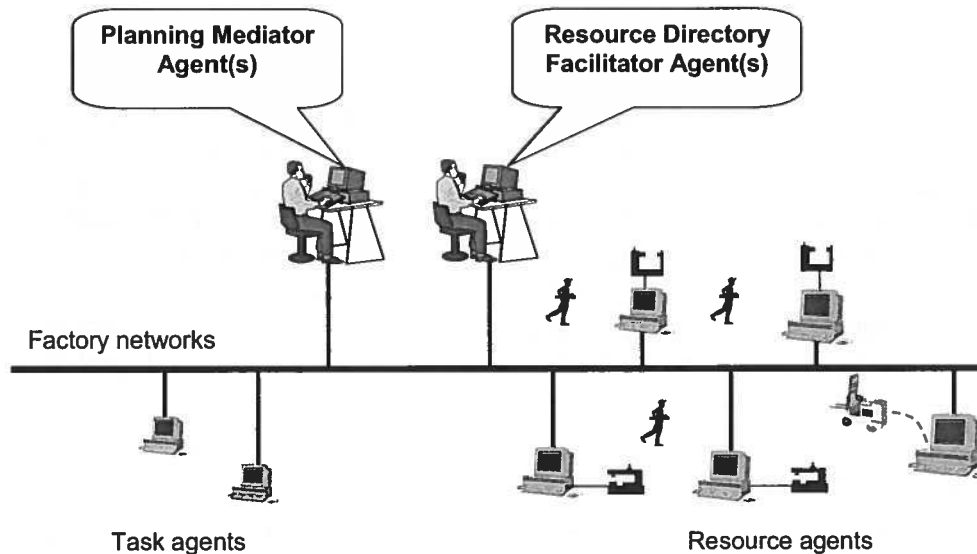 Planning Mediator
Agent(s)
Resource Directory
Facilitator Agent(s)
Factory networks
Task agents
Resource agents